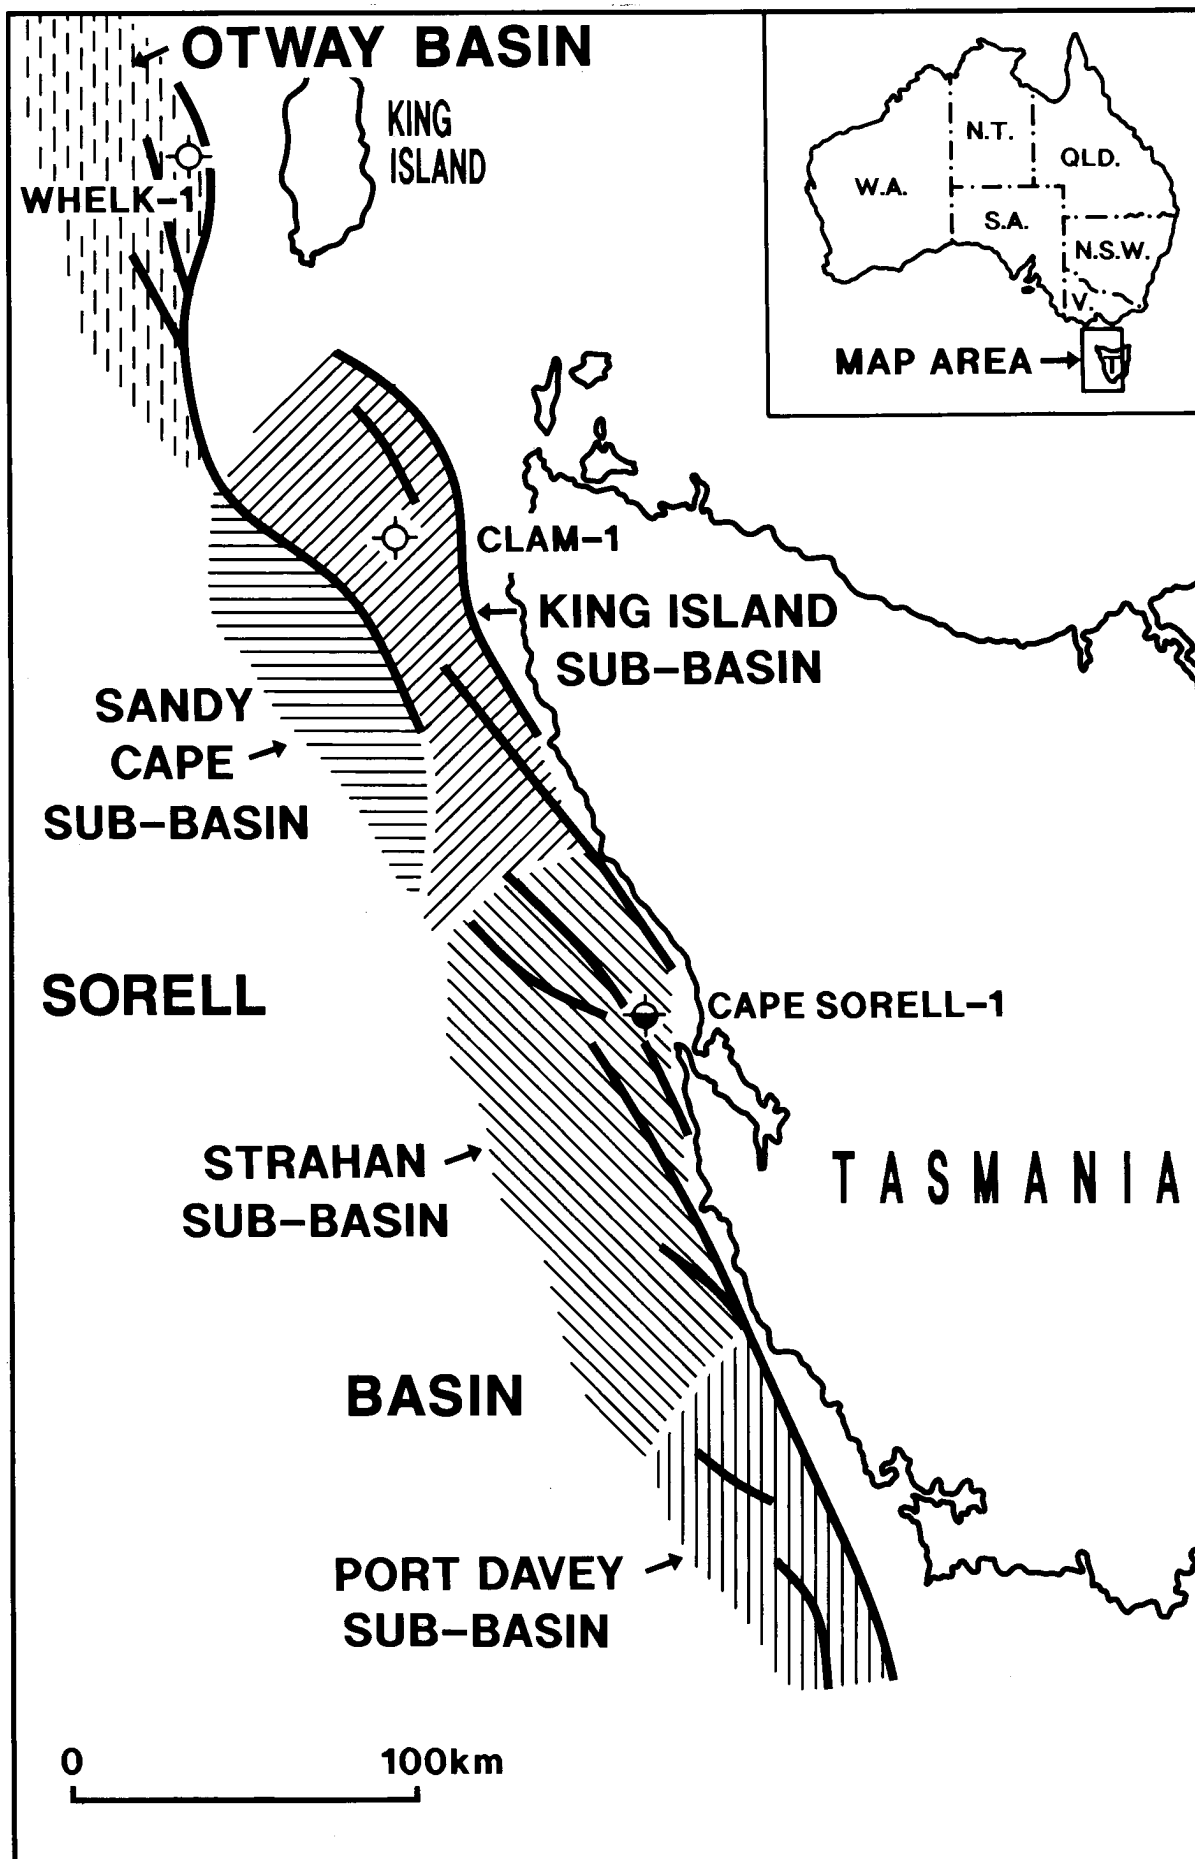 OTWAY BASIN
KING
ISLAND
WHELK-1
N.T.
QLD.
W.A.
S.A.
N.S.W.
V.
MAP AREA
T
CLAM-1
KING ISLAND
SUB-BASIN
SANDY
CAPE
SUB-BASIN
SORELL
CAPE SORELL-1
STRAHAN
SUB-BASIN
TASMANIA
BASIN
PORT DAVEY
SUB-BASIN
0
100km